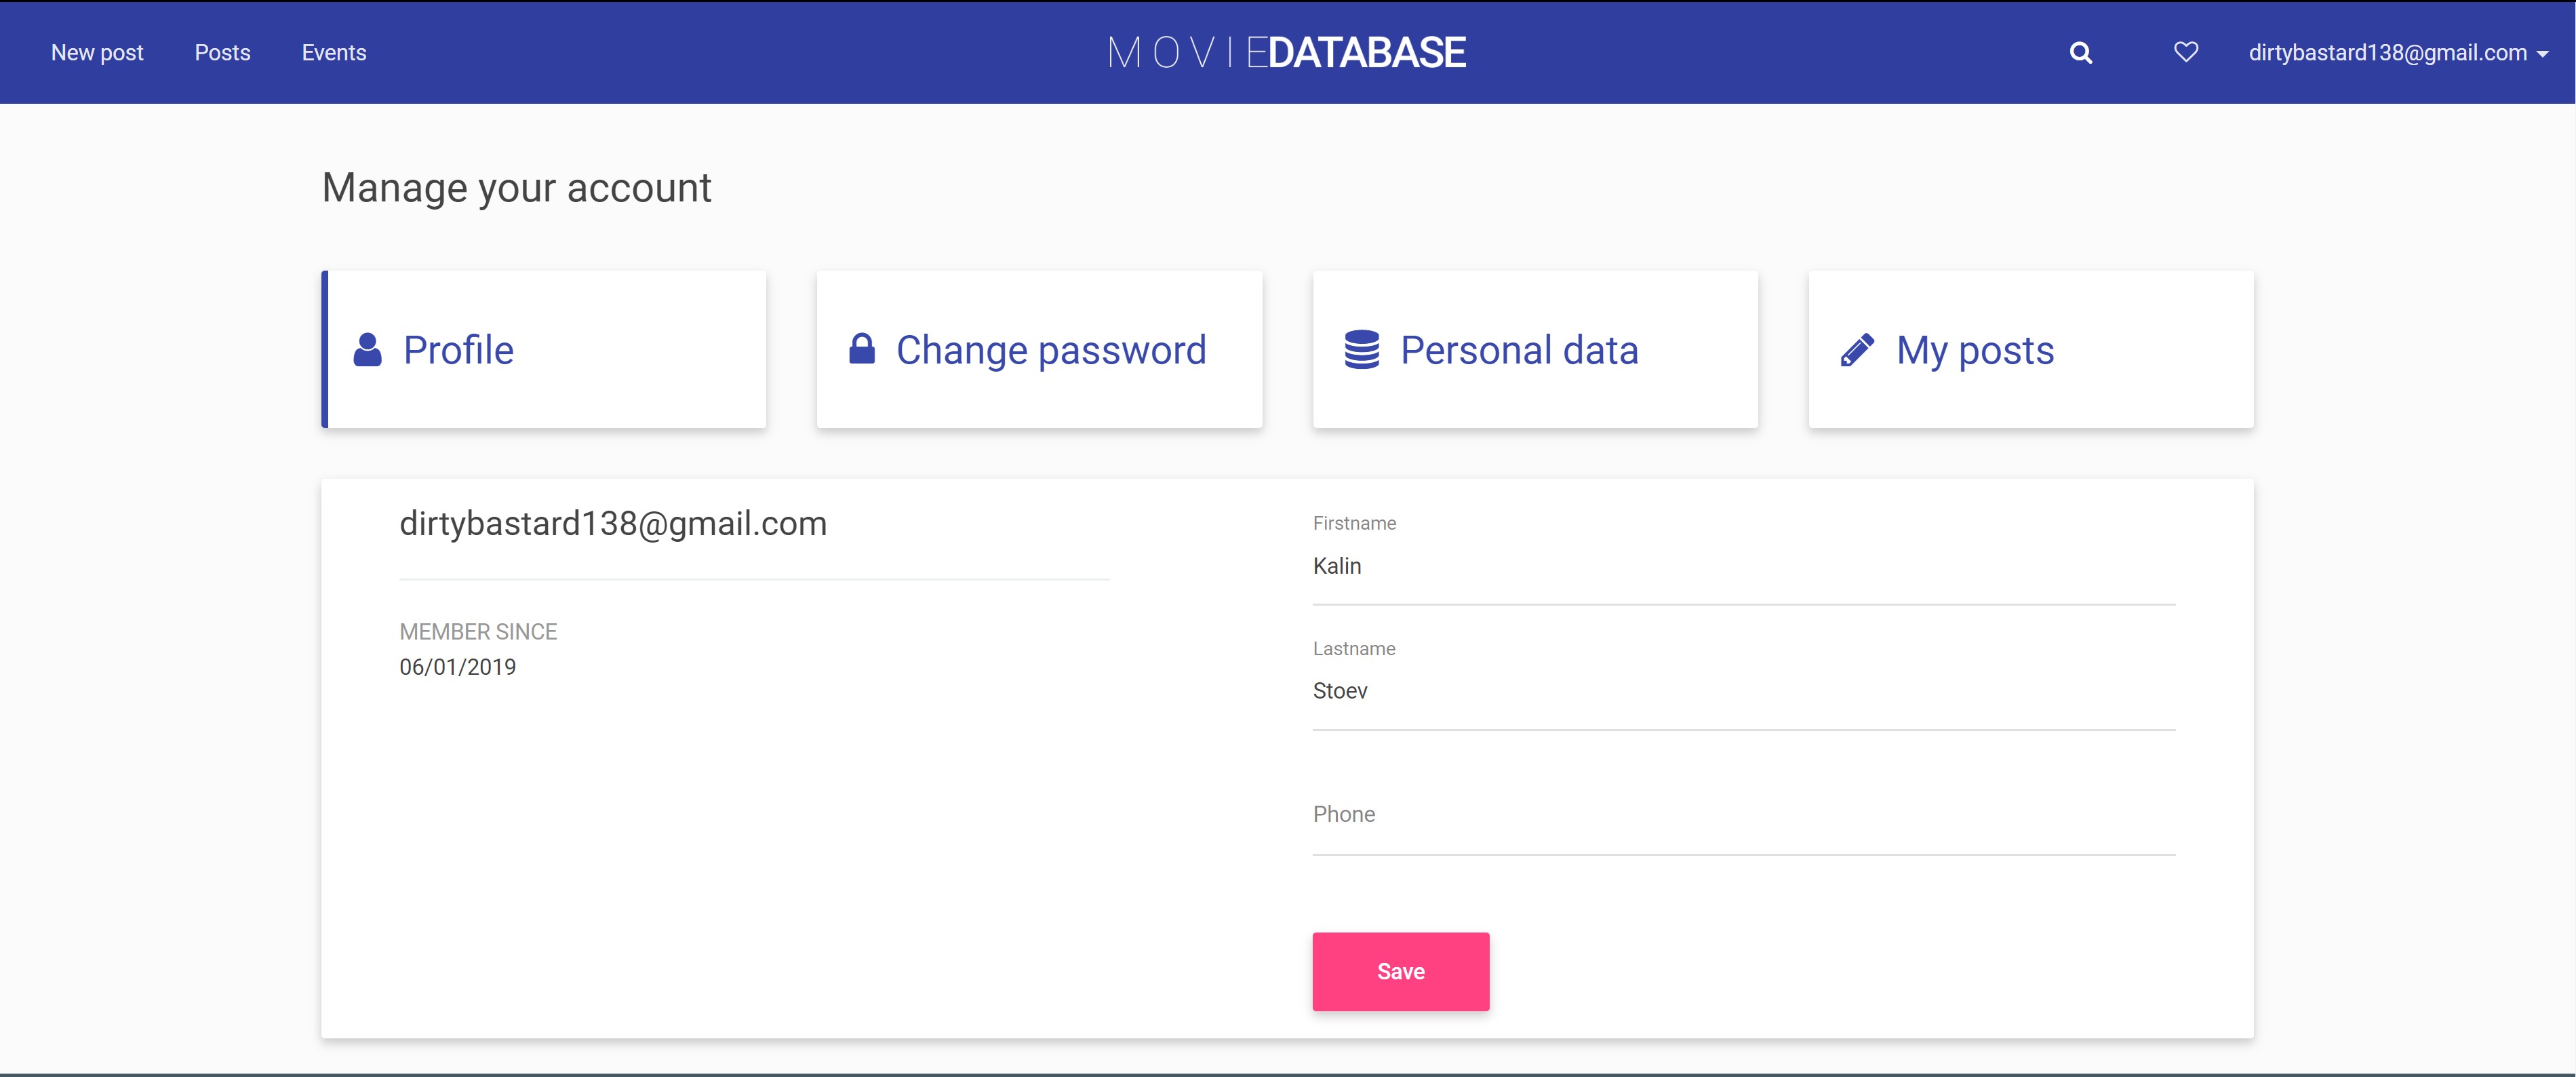 New post Posts Events MOVIEDATABASE dirtybastard138@gmail.com
Manage your account
Profile Change password Personal data My posts
dirtybastard138@gmail.com
MEMBER SINCE
06/01/2019
Firstname
Kalin
Lastname
Stoev
Phone
Save